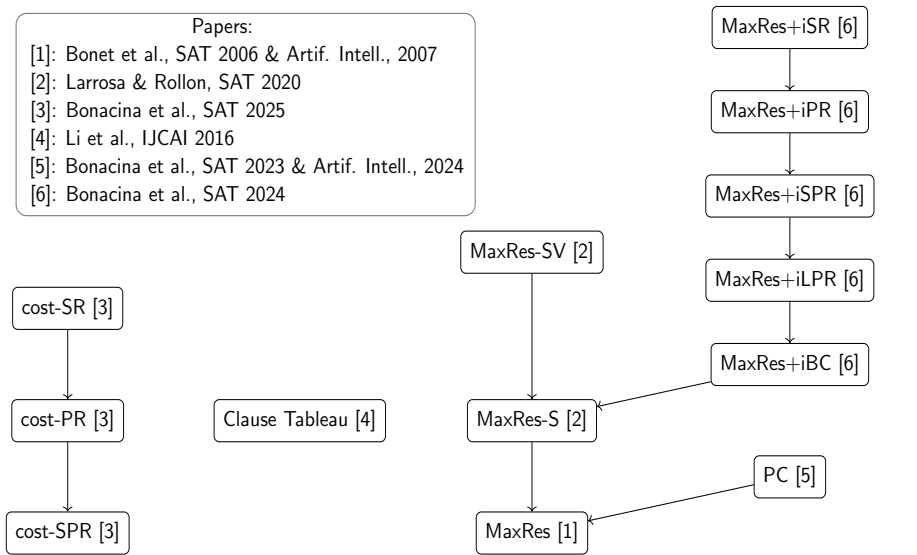 Papers:
[1]: Bonet et al., SAT 2006 & Artif. Intell., 2007
[2]: Larrosa & Rollon, SAT 2020
[3]: Bonacina et al., SAT 2025
[4]: Li et al., IJCAI 2016
[5]: Bonacina et al., SAT 2023 & Artif. Intell., 2024
[6]: Bonacina et al., SAT 2024
MaxRes+iSR [6]
MaxRes+iPR [6]
MaxRes+iSPR [6]
MaxRes-SV [2]
MaxRes+iLPR [6]
cost-SR [3]
MaxRes+iBC [6]
cost-PR [3]
Clause Tableau [4]
MaxRes-S [2]
PC [5]
cost-SPR [3]
MaxRes [1]